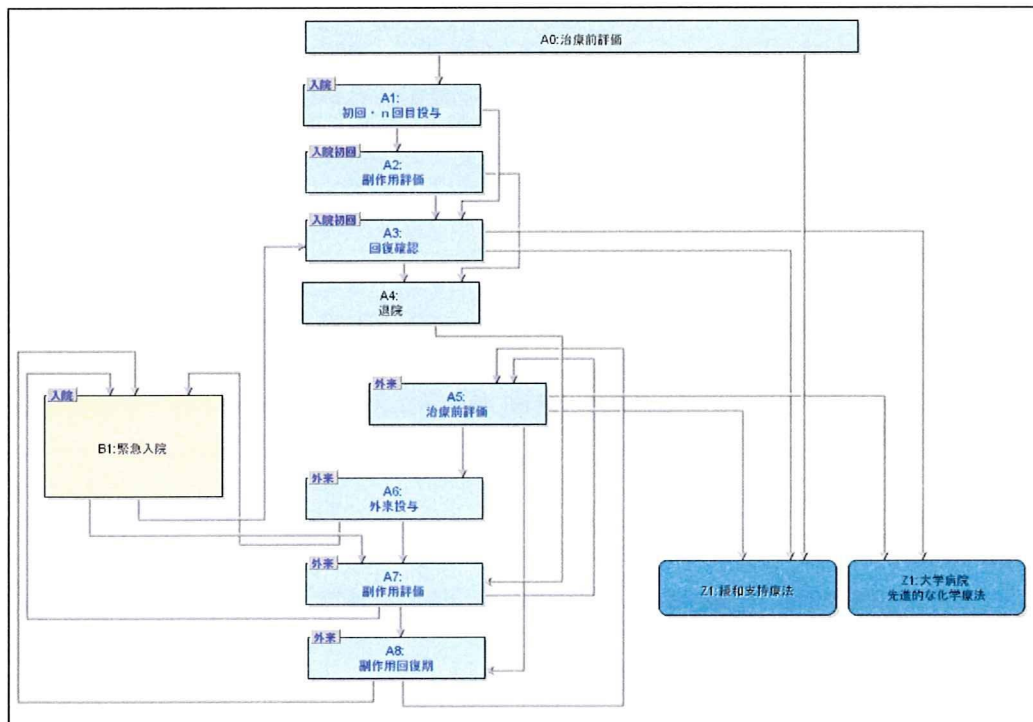 A0:治療前評価
入院
A1:
初回・n回目投与
入院初回
A2:
副作用評価
入院初回
A3:
回復確認
A4:
退院
外来
A5:
治療前評価
入院
B1:緊急入院
外来
A6:
外来投与
外来
A7:
副作用評価
Z1:緩和支持療法
Z1:大学病院
先進的な化学療法
外来
A8:
副作用回復期